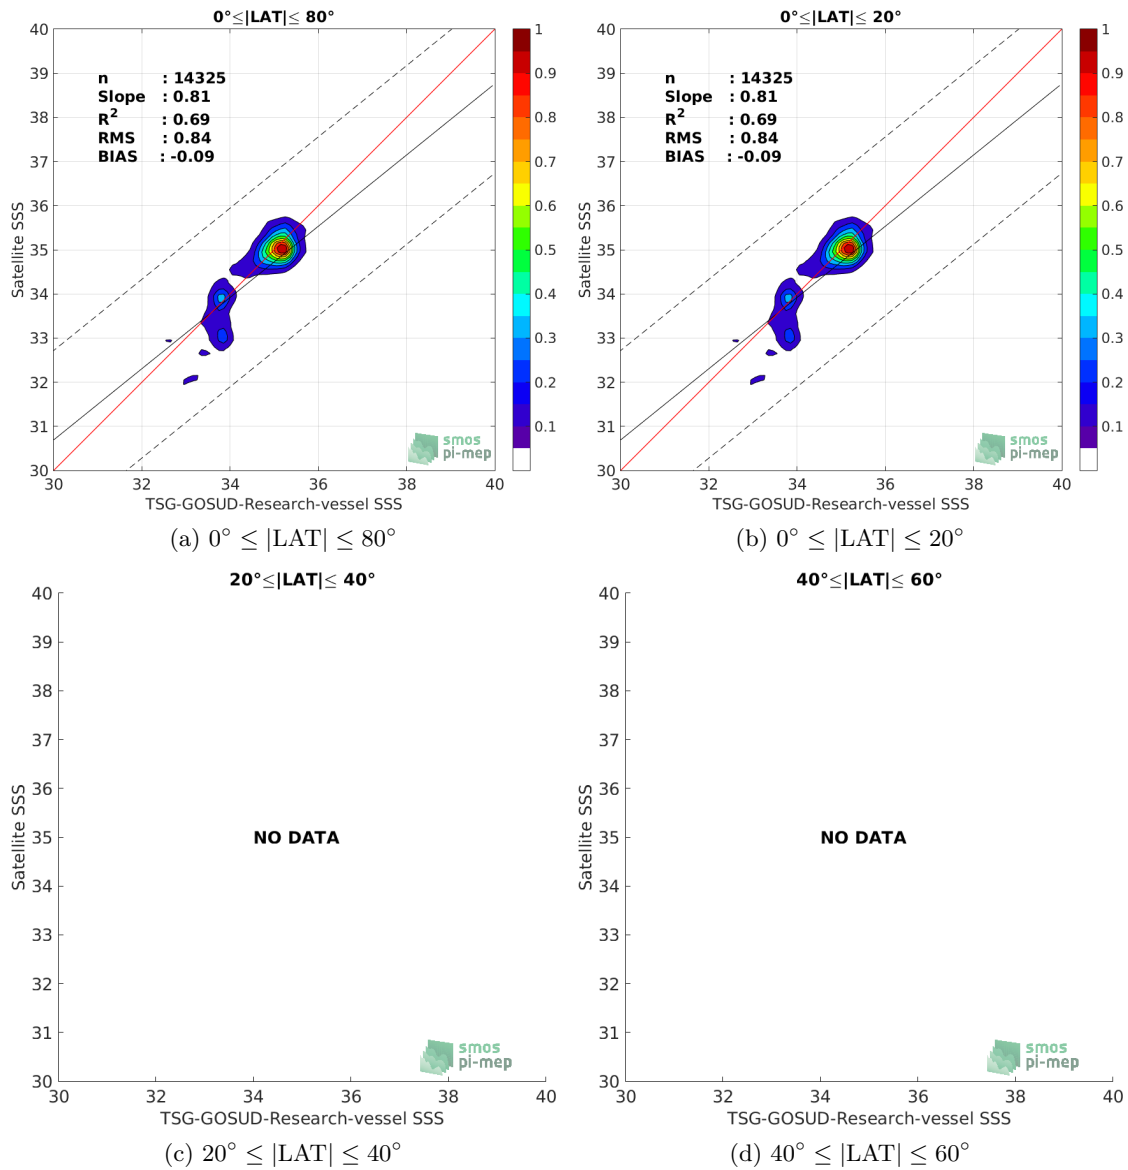 0°≤|LAT|≤ 80°
40
39
38
37
36
35
34
33
32
31
30
Satellite SSS
n : 14325
Slope : 0.81
R2 : 0.69
RMS : 0.84
BIAS : -0.09
smos
pi-mep
30 32 34 36 38 40
TSG-GOSUD-Research-vessel SSS
1
0.9
0.8
0.7
0.6
0.5
0.4
0.3
0.2
0.1
(a) 0° ≤ |LAT| ≤ 80°
0°≤|LAT|≤ 20°
40
39
38
37
36
35
34
33
32
31
30
Satellite SSS
n : 14325
Slope : 0.81
R2 : 0.69
RMS : 0.84
BIAS : -0.09
smos
pi-mep
30 32 34 36 38 40
TSG-GOSUD-Research-vessel SSS
1
0.9
0.8
0.7
0.6
0.5
0.4
0.3
0.2
0.1
(b) 0° ≤ |LAT| ≤ 20°
20°≤|LAT|≤ 40°
40
39
38
37
36
35
34
33
32
31
30
Satellite SSS
NO DATA
smos
pi-mep
30 32 34 36 38 40
TSG-GOSUD-Research-vessel SSS
(c) 20° ≤ |LAT| ≤ 40°
40°≤|LAT|≤ 60°
40
39
38
37
36
35
34
33
32
31
30
Satellite SSS
NO DATA
smos
pi-mep
30 32 34 36 38 40
TSG-GOSUD-Research-vessel SSS
(d) 40° ≤ |LAT| ≤ 60°